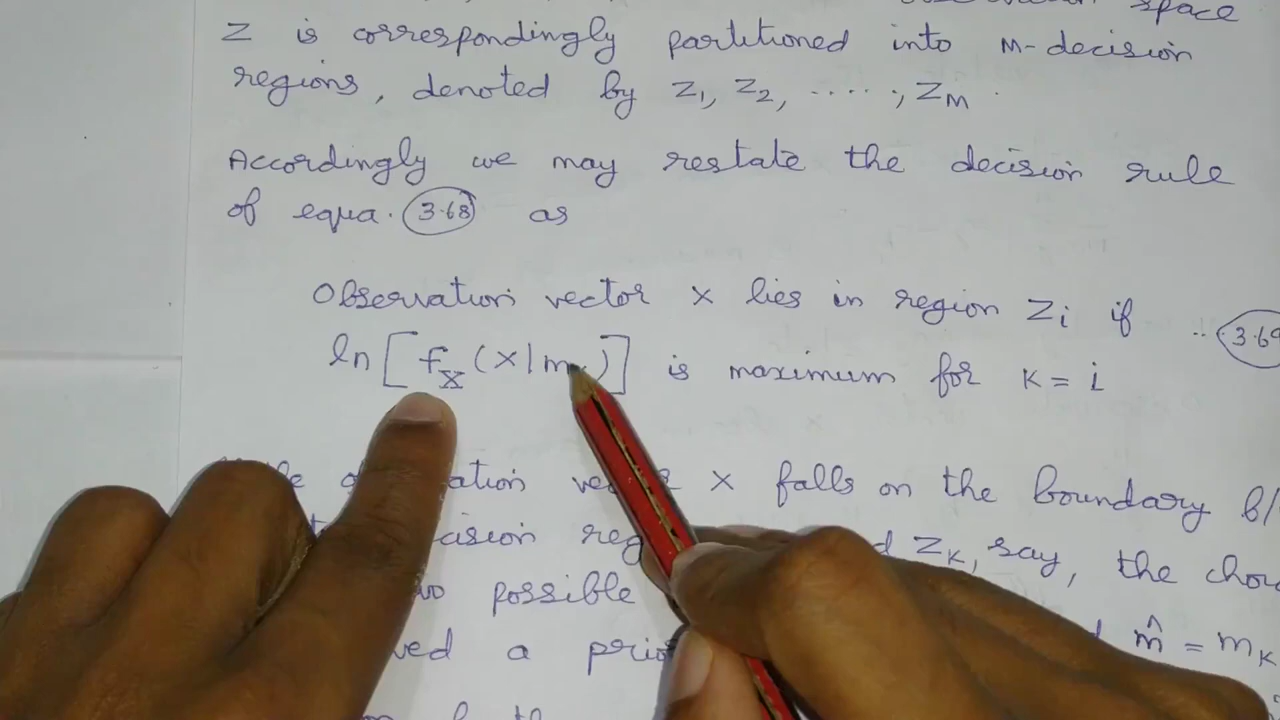 space
Z is correspondingly partitioned into M-decision
regions, denoted by Z1, Z2, ....., ZM.
Accordingly we may restate the decision rule
of equa. 3.68 as
Observation vector x lies in region Zi if
ln [ fX (x|m ) ] is maximum for K = i
.. 3.69
x falls on the boundary b/
ZK, say, the
possible
a
m̂ = mK